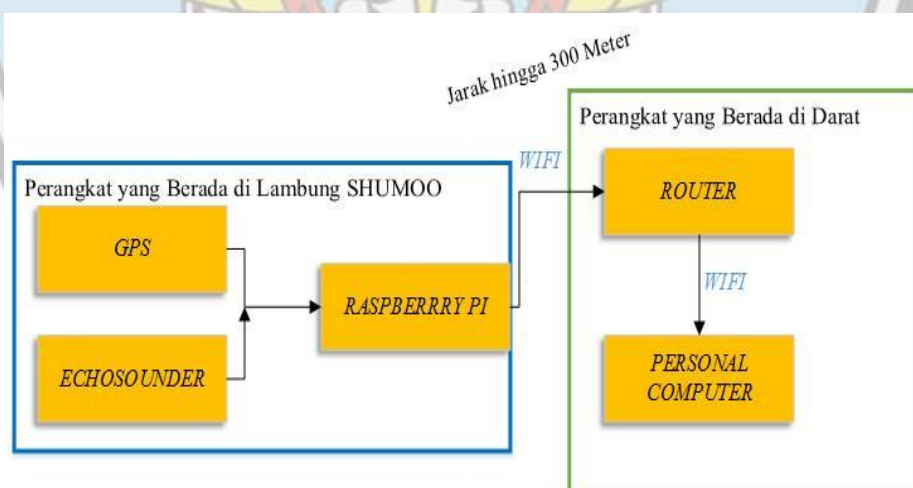 Jarak hingga 300 Meter
Perangkat yang Berada di Darat
WIFI
Perangkat yang Berada di Lambung SHUMOO
ROUTER
GPS
WIFI
RASPBERRRY PI
ECHOSOUNDER
PERSONAL
COMPUTER